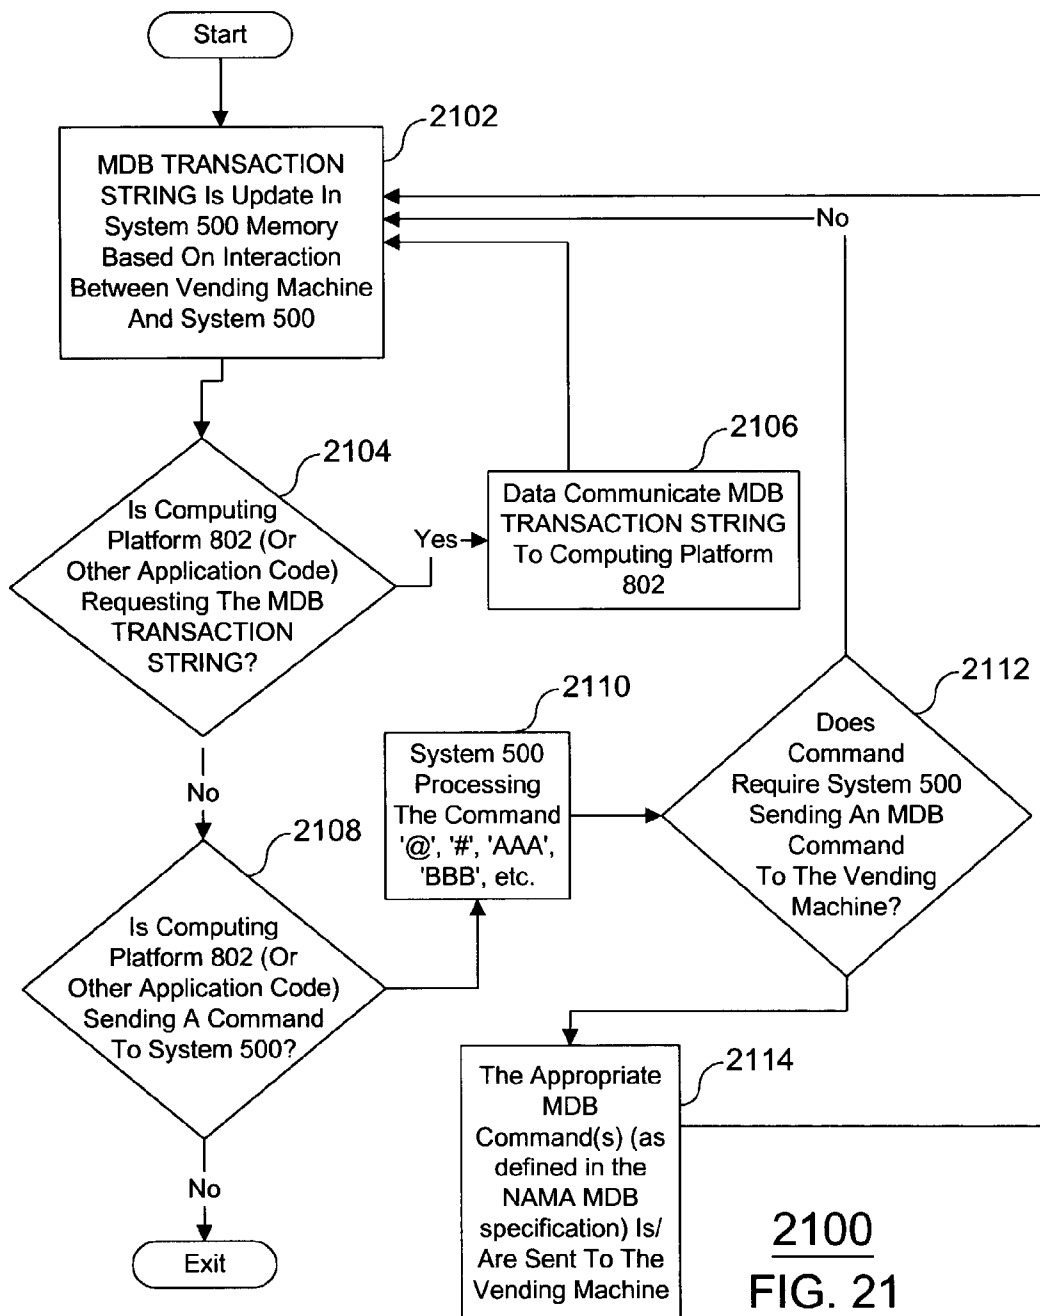 Start
2102
MDB TRANSACTION
STRING Is Update In
System 500 Memory
Based On Interaction
Between Vending Machine
And System 500
No
2104
Is Computing
Platform 802 (Or
Other Application Code)
Requesting The MDB
TRANSACTION
STRING?
Yes
2106
Data Communicate MDB
TRANSACTION STRING
To Computing Platform
802
No
2108
Is Computing
Platform 802 (Or
Other Application Code)
Sending A Command
To System 500?
2110
System 500
Processing
The Command
'@', '#', 'AAA',
'BBB', etc.
2112
Does
Command
Require System 500
Sending An MDB
Command
To The Vending
Machine?
2114
The Appropriate
MDB
Command(s) (as
defined in the
NAMA MDB
specification) Is/
Are Sent To The
Vending Machine
No
Exit
2100
FIG. 21